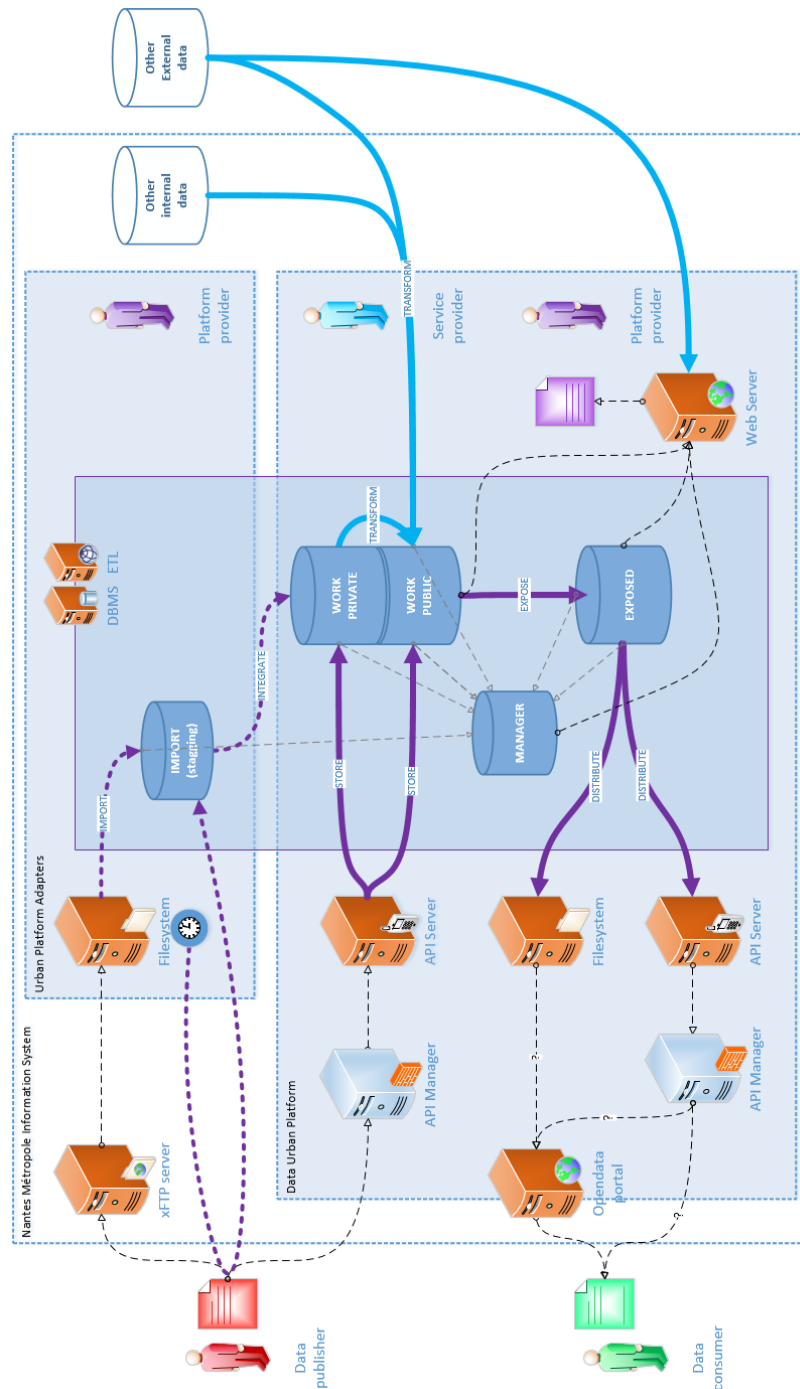 Nantes Métropole Information System
Urban Platform Adapters
Data
publisher
xFTP server
Filesystem
IMPORT
IMPORT
(stagging)
INTEGRATE
DBMS
ETL
Platform
provider
Other
internal
data
Other
External
data
Data Urban Platform
API Manager
API Server
STORE
STORE
WORK
PRIVATE
WORK
PUBLIC
TRANSFORM
TRANSFORM
Service
provider
MANAGER
EXPOSE
EXPOSED
Platform
provider
Web Server
DISTRIBUTE
DISTRIBUTE
Filesystem
API Server
API Manager
Opendata
portal
?
?
?
Data
consumer